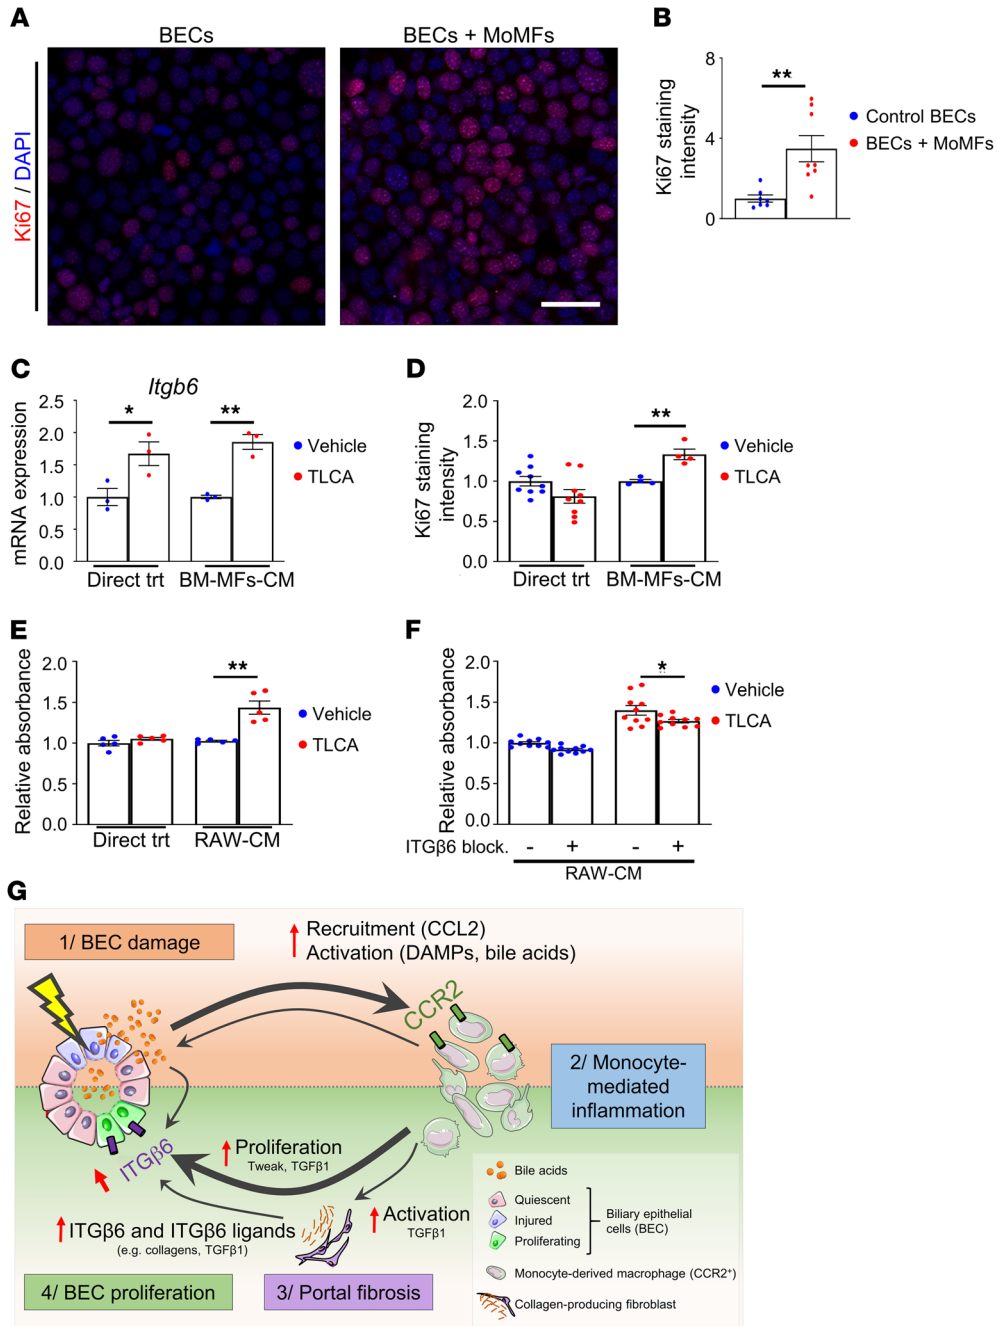 A
BECs
BECs + MoMFs
Ki67 / DAPI
B
Ki67 staining
intensity
8
4
0
**
Control BECs
BECs + MoMFs
C
Itgb6
mRNA expression
2.5
2.0
1.5
1.0
0.5
0.0
*
**
Vehicle
TLCA
Direct trt
BM-MFs-CM
D
Ki67 staining
intensity
2.0
1.5
1.0
0.5
0.0
**
Vehicle
TLCA
Direct trt
BM-MFs-CM
E
Relative absorbance
2.0
1.5
1.0
0.5
0.0
**
Vehicle
TLCA
Direct trt
RAW-CM
F
Relative absorbance
2.0
1.5
1.0
0.5
0.0
*
Vehicle
TLCA
ITGβ6 block. - + - +
RAW-CM
G
1/ BEC damage
Recruitment (CCL2)
Activation (DAMPs, bile acids)
CCR2
2/ Monocyte-
mediated
inflammation
ITGβ6
Proliferation
Tweak, TGFβ1
ITGβ6 and ITGβ6 ligands
(e.g. collagens, TGFβ1)
Activation
TGFβ1
4/ BEC proliferation
3/ Portal fibrosis
Bile acids
Quiescent
Injured
Proliferating
Biliary epithelial
cells (BEC)
Monocyte-derived macrophage (CCR2⁺)
Collagen-producing fibroblast